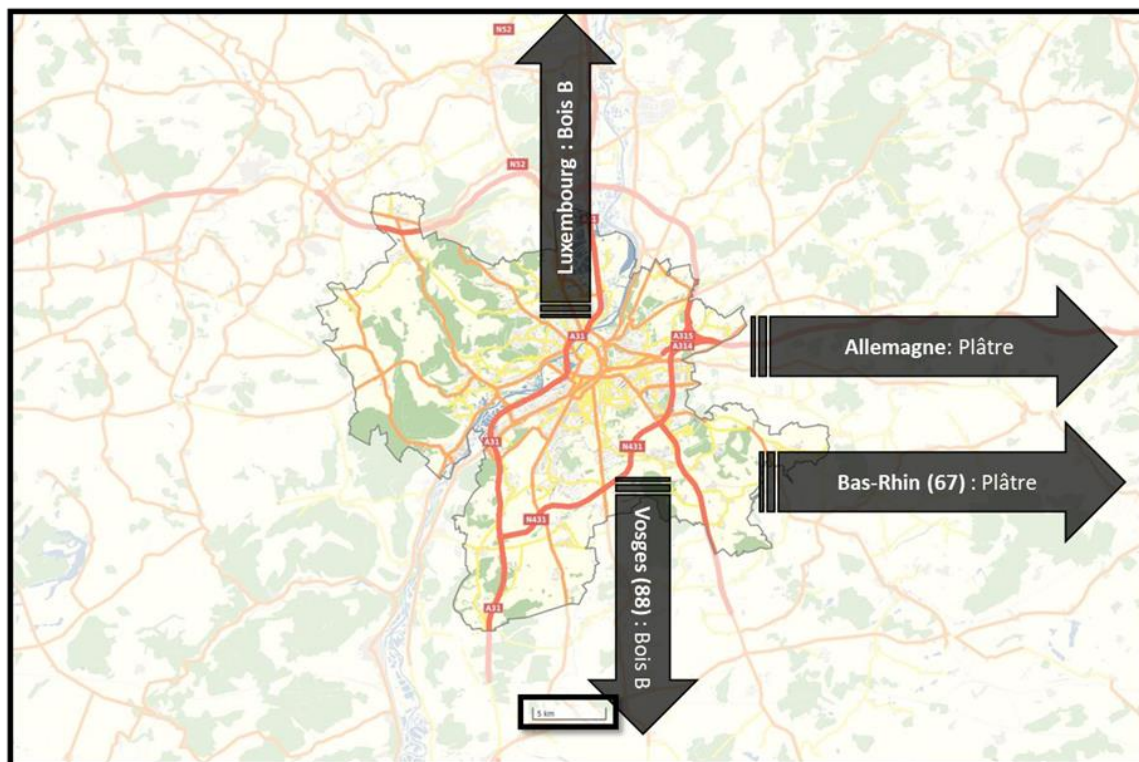 N52
Luxembourg : Bois B
N52
A31
A315
A314
Allemagne: Plâtre
A31
N431
Bas-Rhin (67) : Plâtre
Vosges (88) : Bois B
N431
A31
5 km